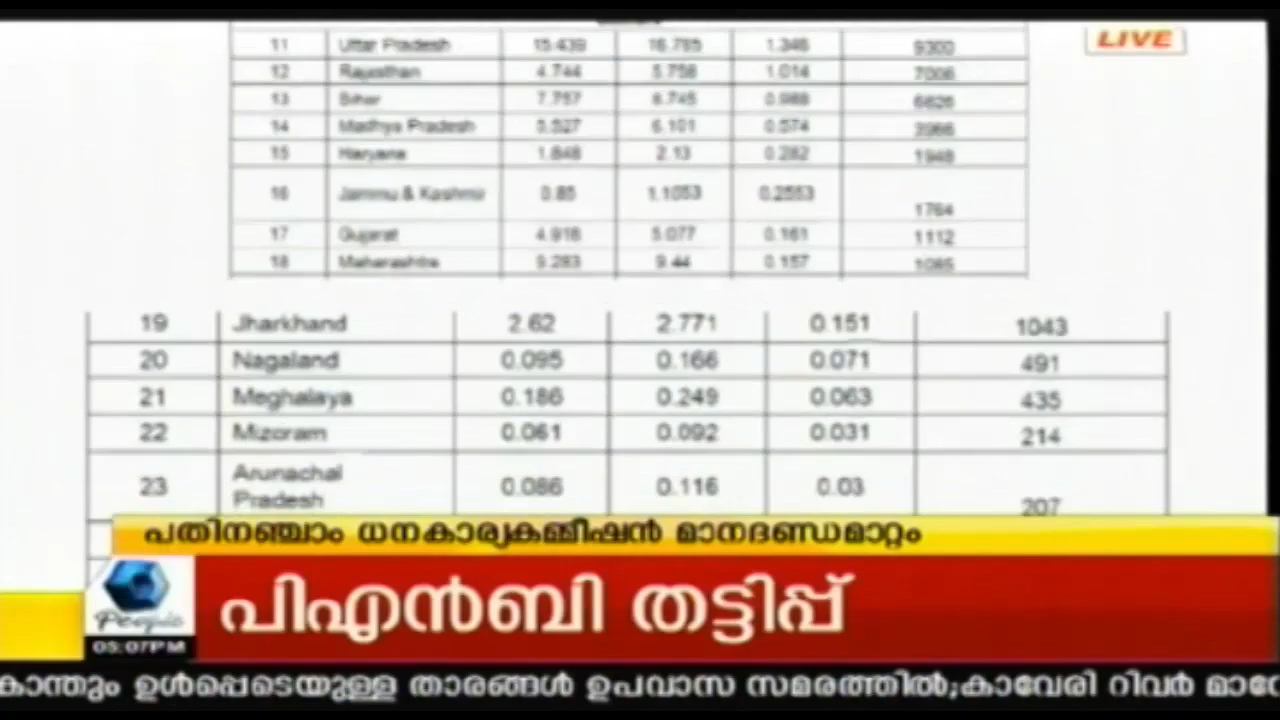 LIVE
11 Uttar Pradesh 15.439 16.785 1.346 9300
12 Rajasthan 4.744 5.758 1.014 7006
13 Bihar 7.757 8.745 0.988 6826
14 Madhya Pradesh 5.527 6.101 0.574 3966
15 Haryana 1.848 2.13 0.282 1948
16 Jammu & Kashmir 0.85 1.1053 0.2553 1764
17 Gujarat 4.916 5.077 0.161 1112
18 Maharashtra 9.283 9.44 0.157 1085
19 Jharkhand 2.62 2.771 0.151 1043
20 Nagaland 0.095 0.166 0.071 491
21 Meghalaya 0.186 0.249 0.063 435
22 Mizoram 0.061 0.092 0.031 214
23 Arunachal Pradesh 0.086 0.116 0.03 207
പതിനഞ്ചാം ധനകാര്യകമ്മീഷൻ മാനദണ്ഡമാറ്റം
പിഎൻബി തട്ടിപ്പ്
People
05:07PM
കാന്തും ഉൾപ്പെടെയുള്ള താരങ്ങൾ ഉപവാസ സമരത്തിൽ;കാവേരി റിവർ